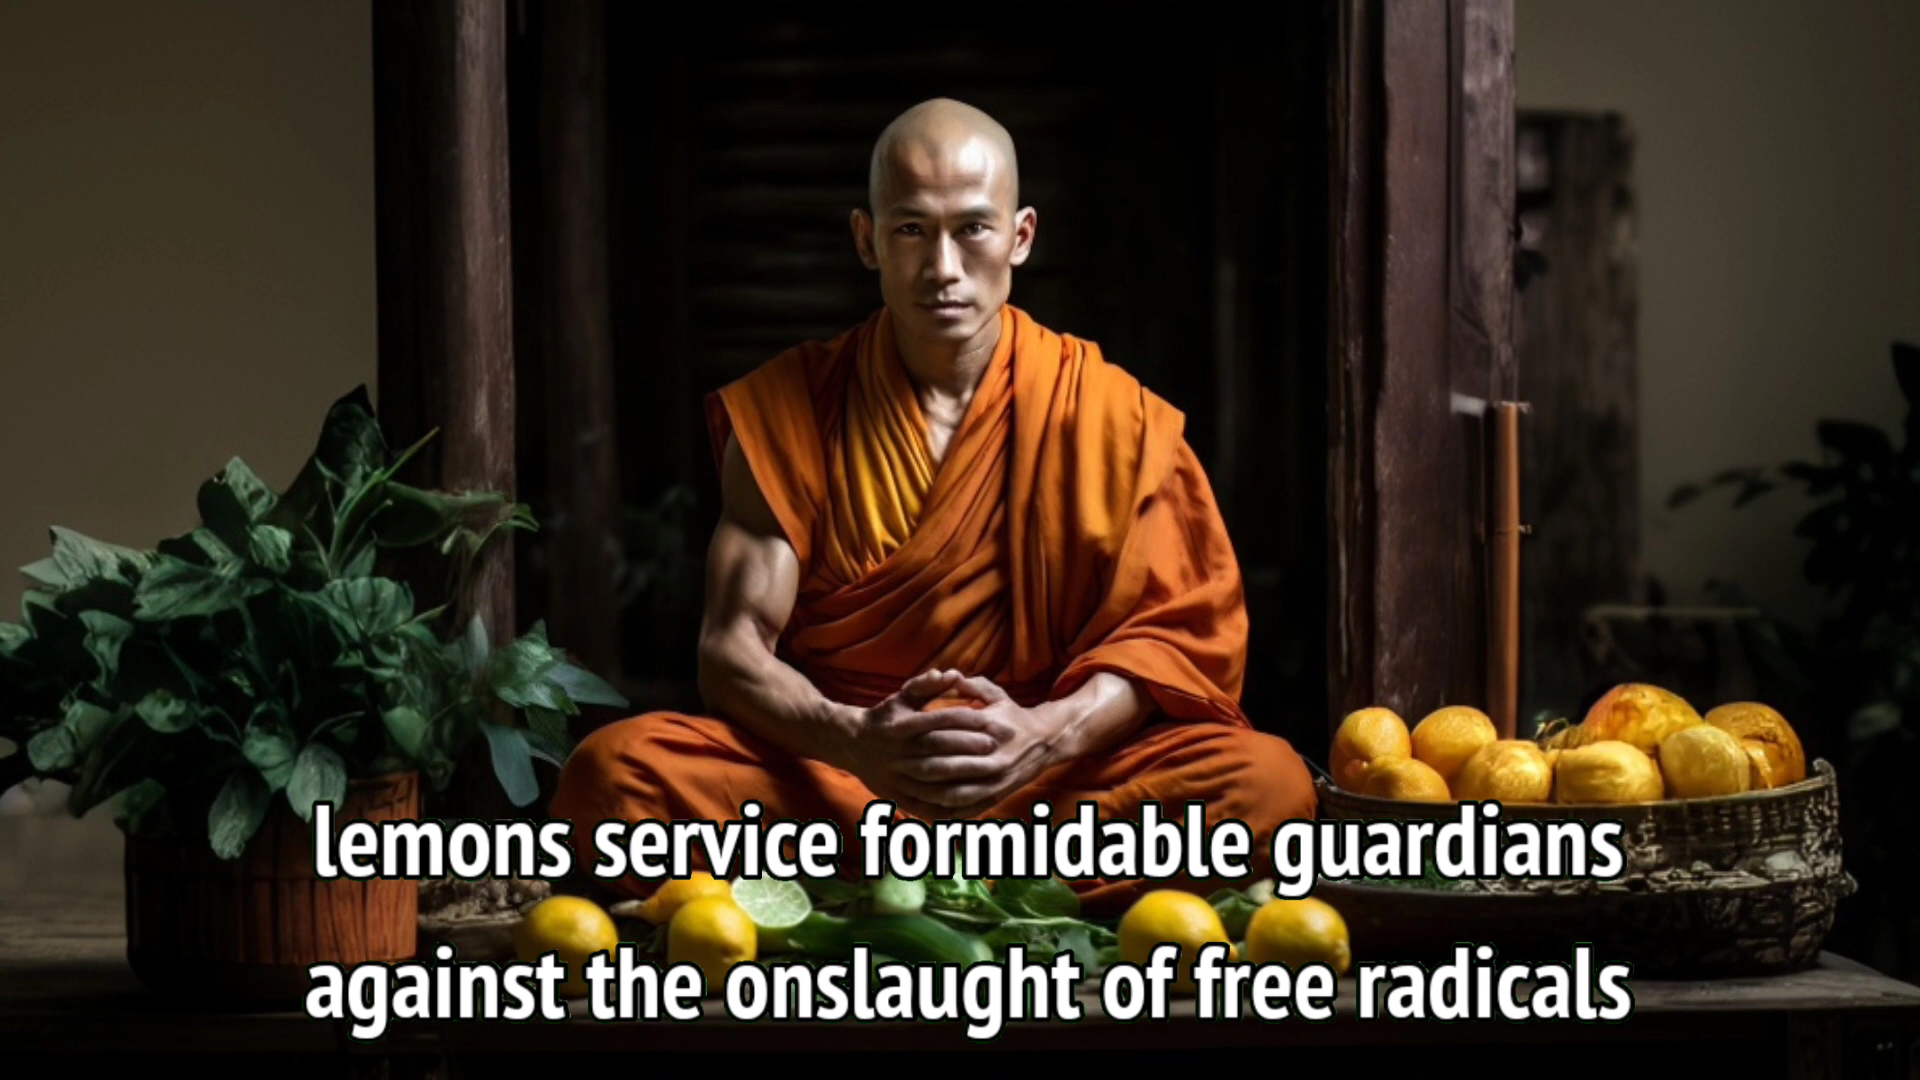 lemons service formidable guardians
against the onslaught of free radicals